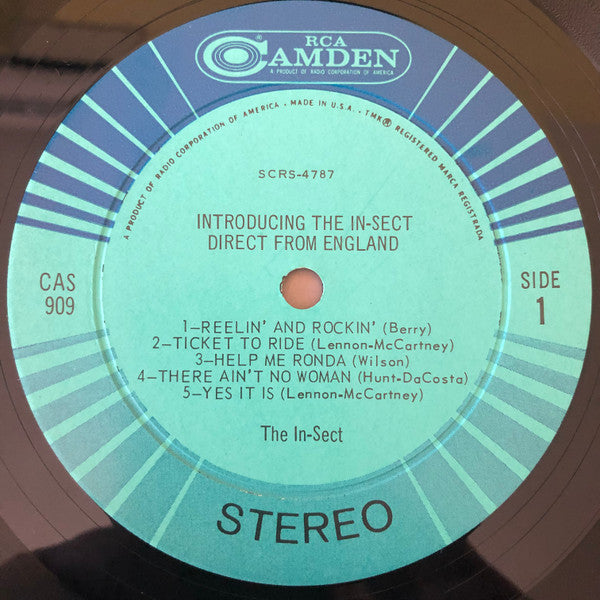 RCA
CAMDEN
®
A PRODUCT OF RADIO CORPORATION OF AMERICA
A PRODUCT OF RADIO CORPORATION OF AMERICA • MADE IN U.S.A. • TMK® REGISTERED MARCA REGISTRADA
SCRS-4787
INTRODUCING THE IN-SECT
DIRECT FROM ENGLAND
CAS
909
SIDE
1
1—REELIN' AND ROCKIN' (Berry)
2—TICKET TO RIDE (Lennon-McCartney)
3—HELP ME RONDA (Wilson)
4—THERE AIN'T NO WOMAN (Hunt-DaCosta)
5—YES IT IS (Lennon-McCartney)
The In-Sect
STEREO